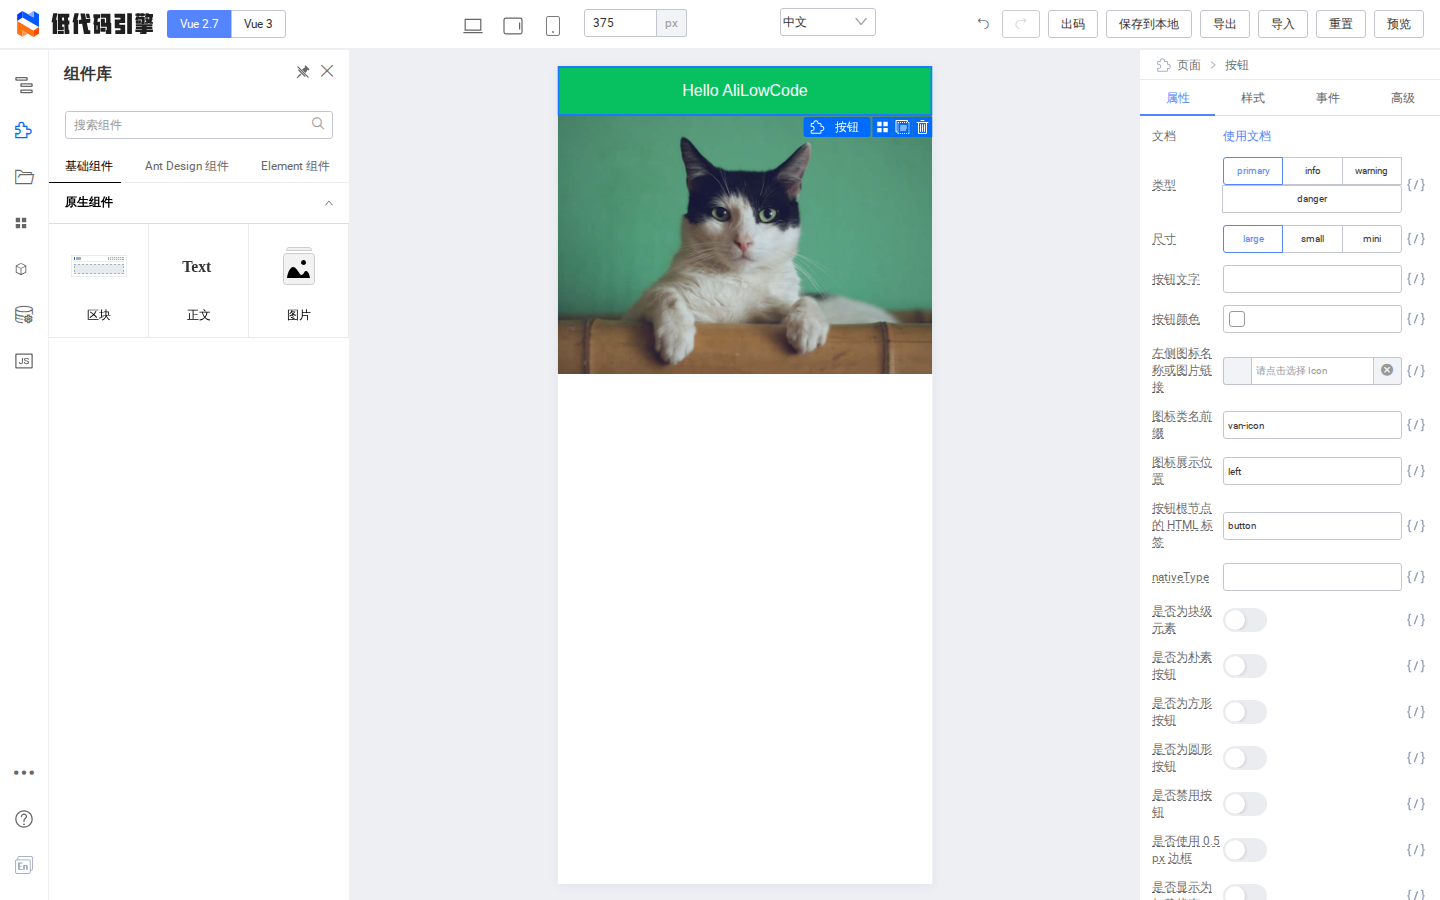 低代码引擎
Vue 2.7
Vue 3
375
px
中文
出码
保存到本地
导出
导入
重置
预览
组件库
搜索组件
基础组件
Ant Design 组件
Element 组件
原生组件
Text
区块
正文
图片
JS
En
Hello AliLowCode
按钮
页面
按钮
属性
样式
事件
高级
文档
使用文档
类型
primary
info
warning
danger
{/}
尺寸
large
small
mini
{/}
按钮文字
{/}
按钮颜色
{/}
左侧图标名
称或图片链
接
请点击选择 Icon
{/}
图标类名前
缀
van-icon
{/}
图标展示位
置
left
{/}
按钮根节点
的 HTML 标
签
button
{/}
nativeType
{/}
是否为块级
元素
{/}
是否为朴素
按钮
{/}
是否为方形
按钮
{/}
是否为圆形
按钮
{/}
是否禁用按
钮
{/}
是否使用 0.5
px 边框
{/}
是否显示为